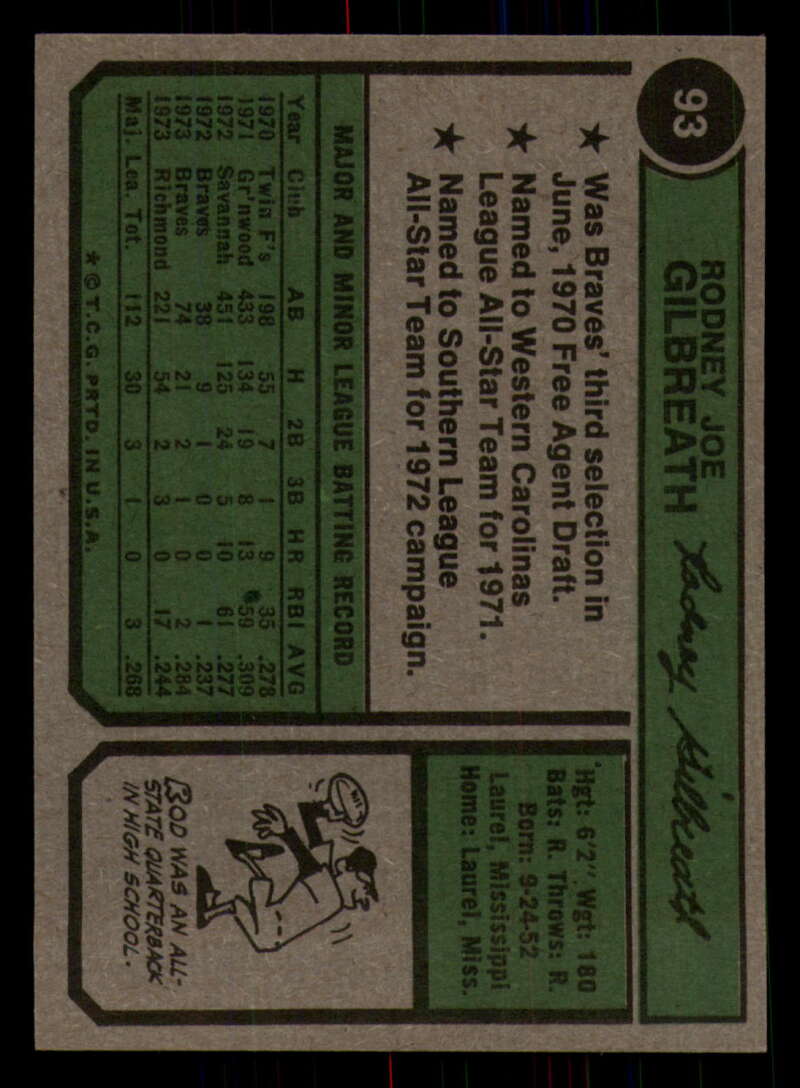 93
RODNEY JOE
GILBREATH
Rodney Gilbreath
★ Was Braves' third selection in
June, 1970 Free Agent Draft.
★ Named to Western Carolinas
League All-Star Team for 1971.
★ Named to Southern League
All-Star Team for 1972 campaign.
MAJOR AND MINOR LEAGUE BATTING RECORD
Year Club AB H 2B 3B HR RBI AVG
1970 Twin F's 198 55 7 1 9 35 .278
1971 Gr'nwood 433 134 19 8 13 59 .309
1972 Savannah 451 125 24 5 10 61 .277
1972 Braves 38 9 1 0 0 1 .237
1973 Braves 74 21 2 1 0 2 .284
1973 Richmond 221 54 2 3 0 17 .244
Maj. Lea. Tot. 112 30 3 1 0 3 .268
* © T.C.G. PRTD. IN U.S.A.
Hgt: 6'2" Wgt: 180
Bats: R. Throws: R.
Born: 9-24-52
Laurel, Mississippi
Home: Laurel, Miss.
ROD WAS AN ALL-
STATE QUARTERBACK
IN HIGH SCHOOL.